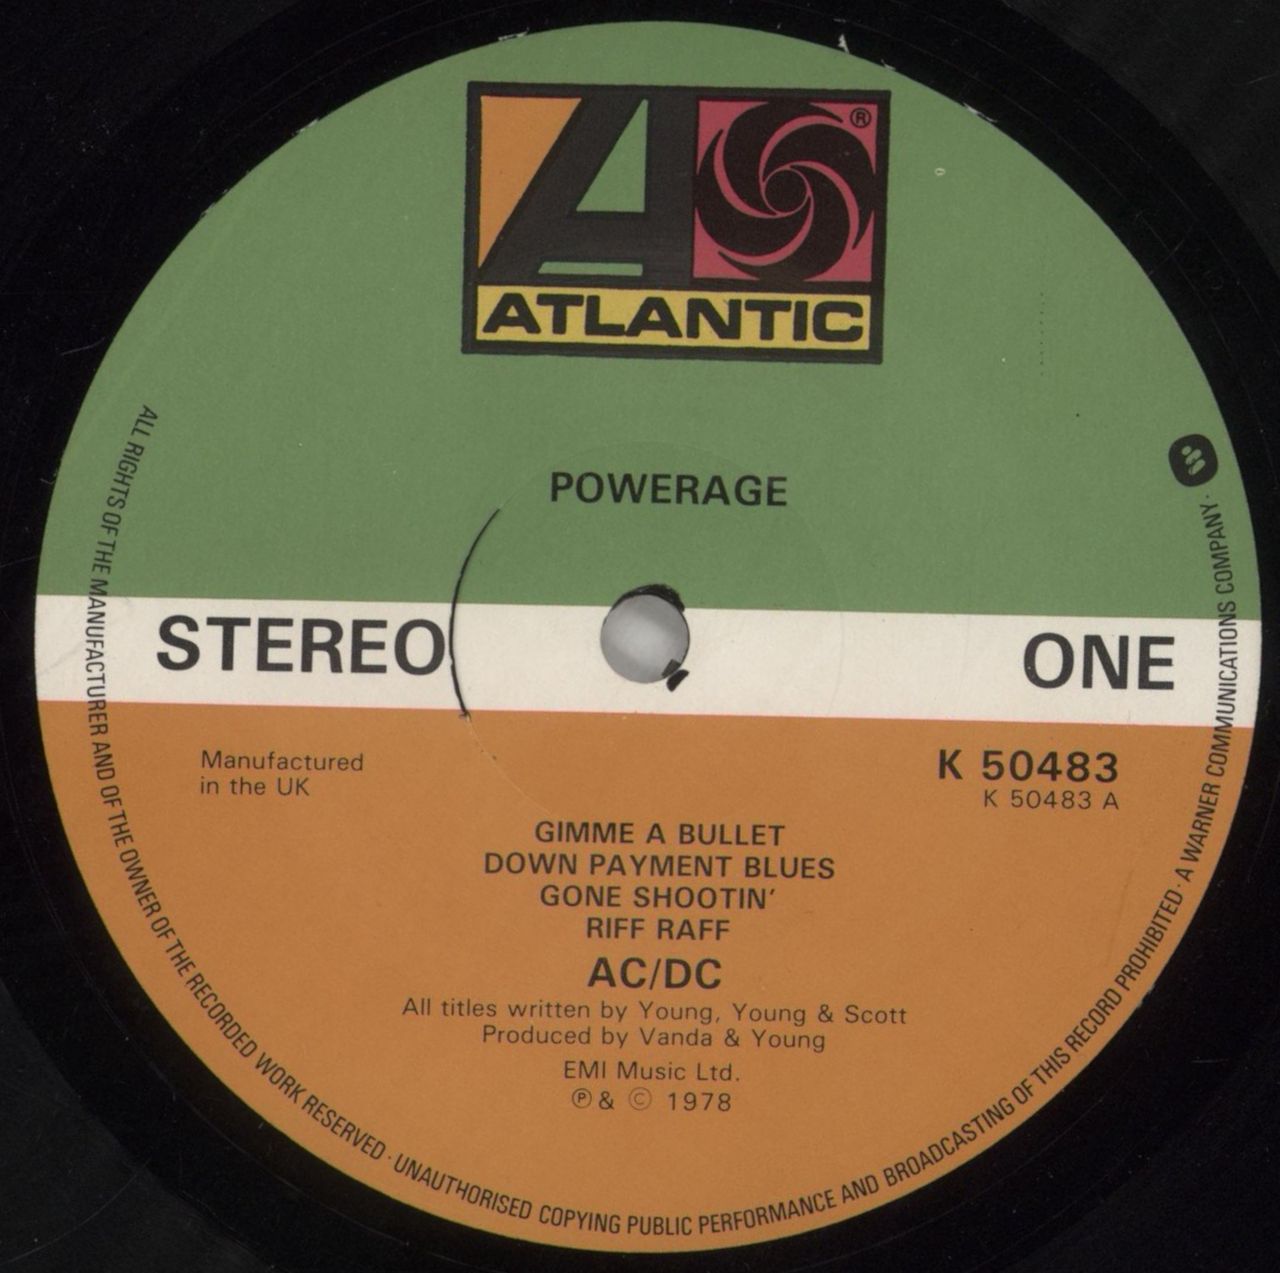 ATLANTIC
®
POWERAGE
STEREO
ONE
Manufactured
in the UK
K 50483
K 50483 A
GIMME A BULLET
DOWN PAYMENT BLUES
GONE SHOOTIN'
RIFF RAFF
AC/DC
All titles written by Young, Young & Scott
Produced by Vanda & Young
EMI Music Ltd.
℗ & © 1978
ALL RIGHTS OF THE MANUFACTURER AND OF THE OWNER OF THE RECORDED WORK RESERVED · UNAUTHORISED COPYING PUBLIC PERFORMANCE AND BROADCASTING OF THIS RECORD PROHIBITED · A WARNER COMMUNICATIONS COMPANY ·